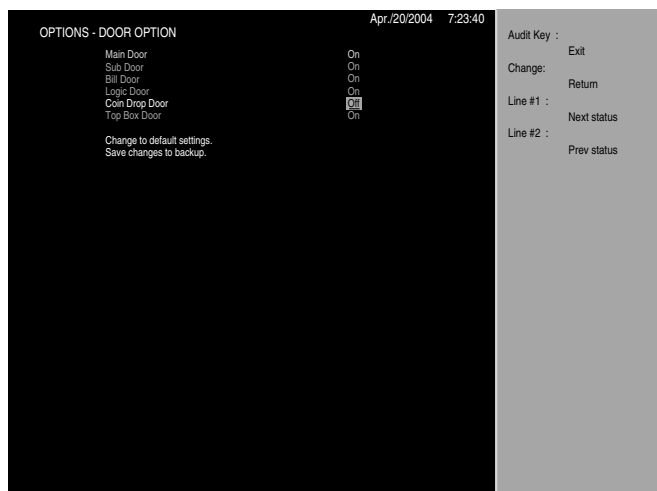 Apr./20/2004 7:23:40
OPTIONS - DOOR OPTION
Main Door On
Sub Door On
Bill Door On
Logic Door On
Coin Drop Door Off
Top Box Door On
Change to default settings.
Save changes to backup.
Audit Key :
Exit
Change:
Return
Line #1 :
Next status
Line #2 :
Prev status